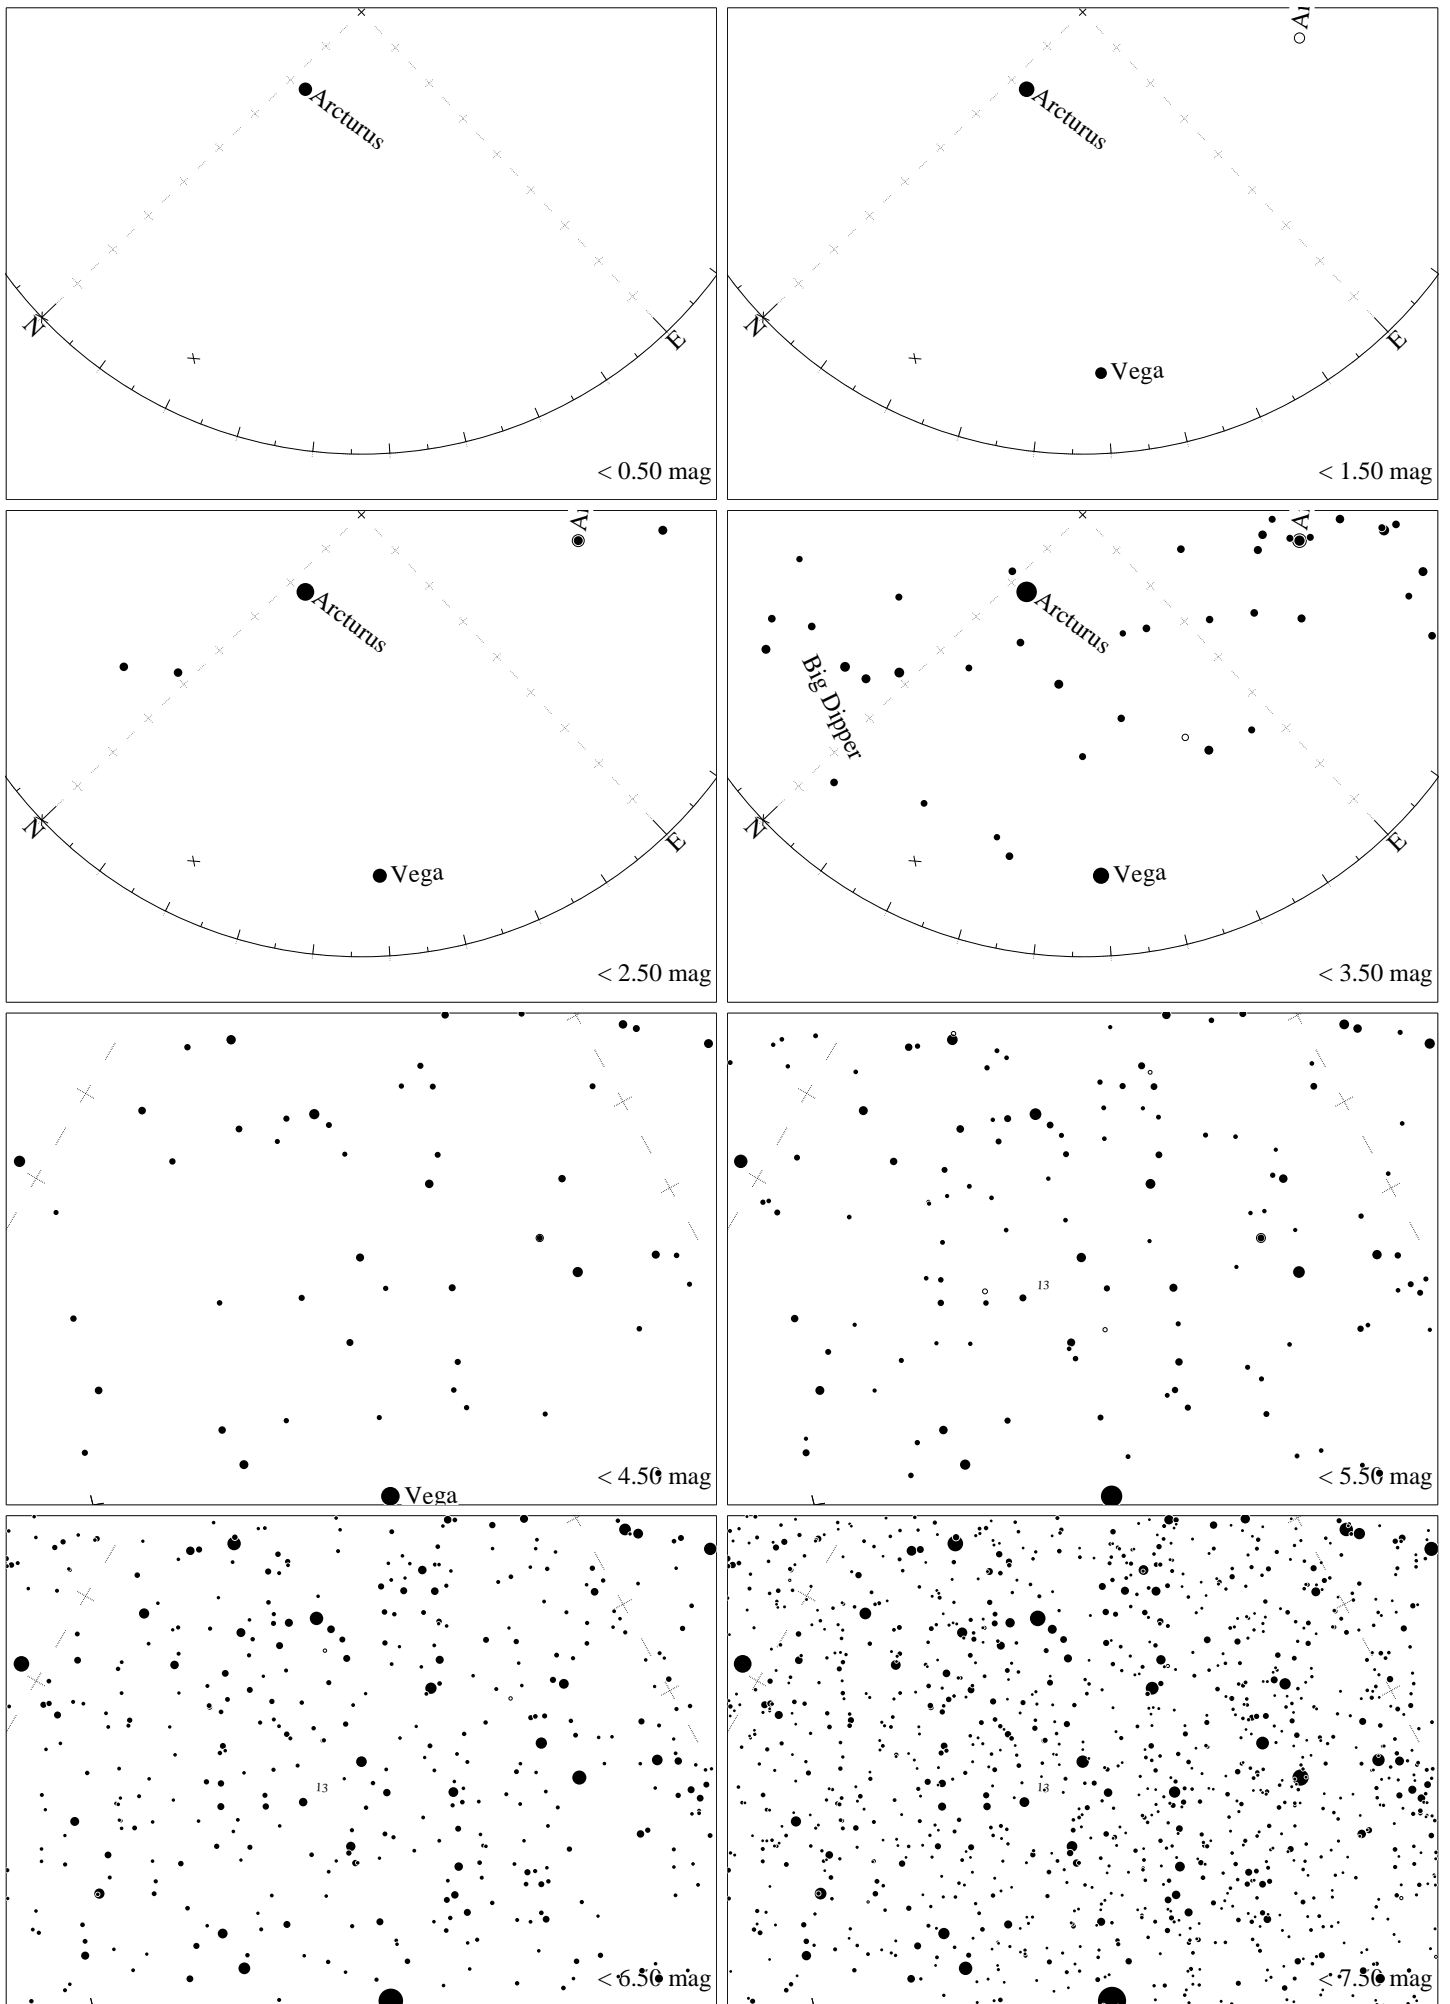 Arcturus
N
E
< 0.50 mag
Arcturus
Vega
N
E
< 1.50 mag
Arcturus
Vega
N
E
< 2.50 mag
Arcturus
Big Dipper
Vega
N
E
< 3.50 mag
Vega
< 4.50 mag
13
< 5.50 mag
13
< 6.50 mag
13
< 7.50 mag